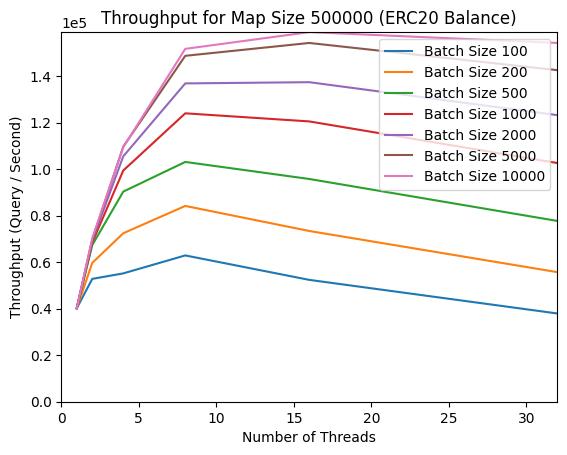 Throughput for Map Size 500000 (ERC20 Balance)
1e5
Batch Size 100
Batch Size 200
Batch Size 500
Batch Size 1000
Batch Size 2000
Batch Size 5000
Batch Size 10000
Throughput (Query / Second)
1.4
1.2
1.0
0.8
0.6
0.4
0.2
0.0
0 5 10 15 20 25 30
Number of Threads